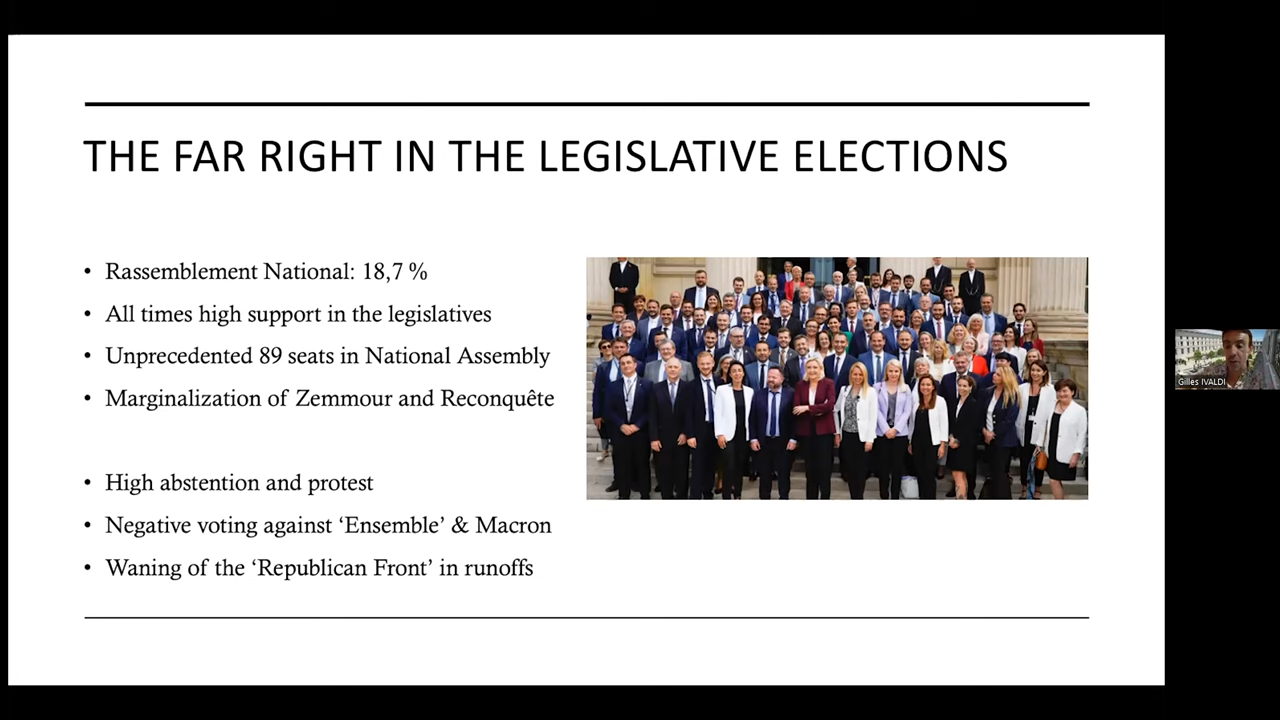 THE FAR RIGHT IN THE LEGISLATIVE ELECTIONS
• Rassemblement National: 18,7 %
• All times high support in the legislatives
• Unprecedented 89 seats in National Assembly
• Marginalization of Zemmour and Reconquête
• High abstention and protest
• Negative voting against ‘Ensemble’ & Macron
• Waning of the ‘Republican Front’ in runoffs
Gilles IVALDI